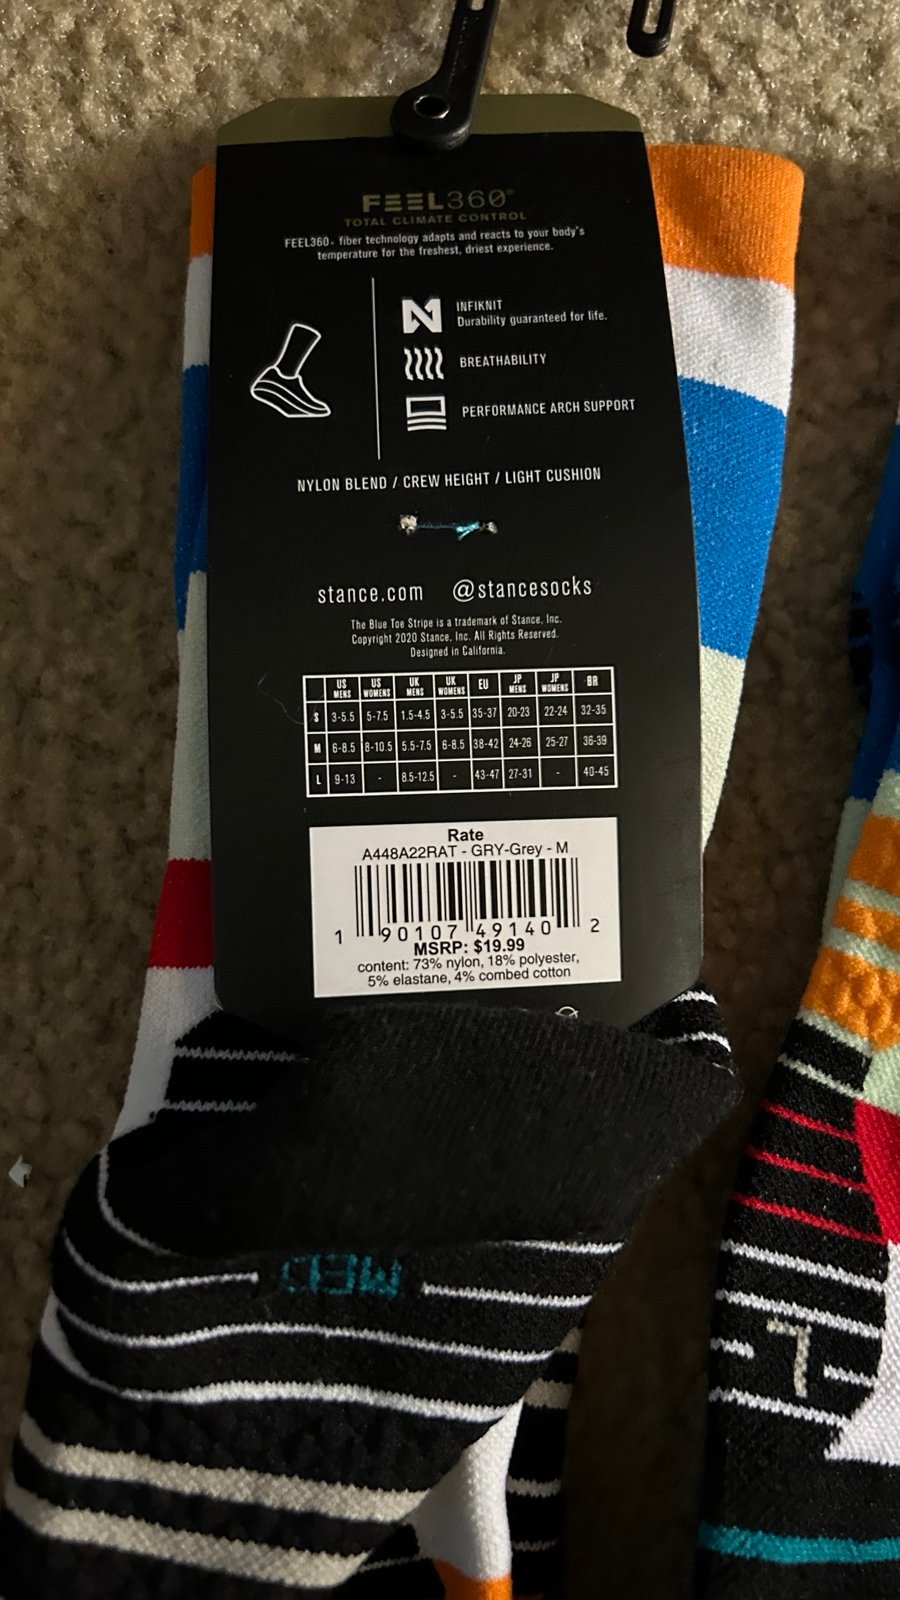 FEEL360®
TOTAL CLIMATE CONTROL
FEEL360® fiber technology adapts and reacts to your body's
temperature for the freshest, driest experience.
INFIKNIT
Durability guaranteed for life.
BREATHABILITY
PERFORMANCE ARCH SUPPORT
NYLON BLEND / CREW HEIGHT / LIGHT CUSHION
stance.com @stancesocks
The Blue Toe Stripe is a trademark of Stance, Inc.
Copyright 2020 Stance, Inc. All Rights Reserved.
Designed in California.
US MENS US WOMENS UK MENS UK WOMENS EU JP MENS JP WOMENS BR
S 3-5.5 5-7.5 1.5-4.5 3-5.5 35-37 20-23 22-24 32-35
M 6-8.5 8-10.5 5.5-7.5 6-8.5 38-42 24-26 25-27 36-39
L 9-13 - 8.5-12.5 - 43-47 27-31 - 40-45
Rate
A448A22RAT - GRY-Grey - M
1 90107 49140 2
MSRP: $19.99
content: 73% nylon, 18% polyester,
5% elastane, 4% combed cotton
MED
L